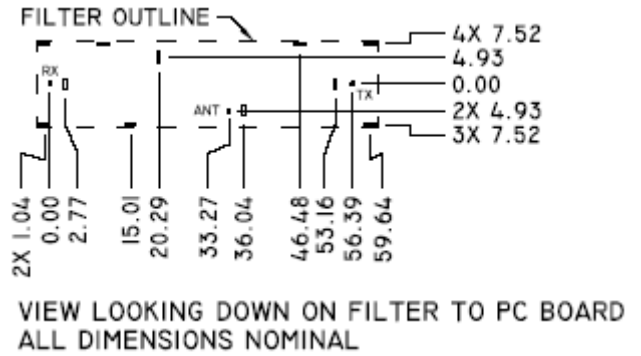 FILTER OUTLINE
4X 7.52
4.93
RX
0.00
TX
ANT
2X 4.93
3X 7.52
2X 1.04
0.00
2.77
15.01
20.29
33.27
36.04
46.48
53.16
56.39
59.64
VIEW LOOKING DOWN ON FILTER TO PC BOARD
ALL DIMENSIONS NOMINAL